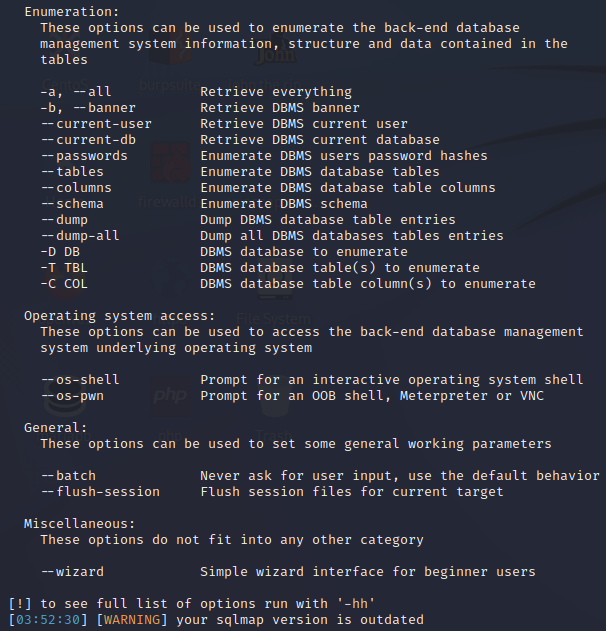 Enumeration:
These options can be used to enumerate the back-end database
management system information, structure and data contained in the
tables
-a, --all Retrieve everything
-b, --banner Retrieve DBMS banner
--current-user Retrieve DBMS current user
--current-db Retrieve DBMS current database
--passwords Enumerate DBMS users password hashes
--tables Enumerate DBMS database tables
--columns Enumerate DBMS database table columns
--schema Enumerate DBMS schema
--dump Dump DBMS database table entries
--dump-all Dump all DBMS databases tables entries
-D DB DBMS database to enumerate
-T TBL DBMS database table(s) to enumerate
-C COL DBMS database table column(s) to enumerate
Operating system access:
These options can be used to access the back-end database management
system underlying operating system
--os-shell Prompt for an interactive operating system shell
--os-pwn Prompt for an OOB shell, Meterpreter or VNC
General:
These options can be used to set some general working parameters
--batch Never ask for user input, use the default behavior
--flush-session Flush session files for current target
Miscellaneous:
These options do not fit into any other category
--wizard Simple wizard interface for beginner users
[!] to see full list of options run with '-hh'
[03:52:30] [WARNING] your sqlmap version is outdated